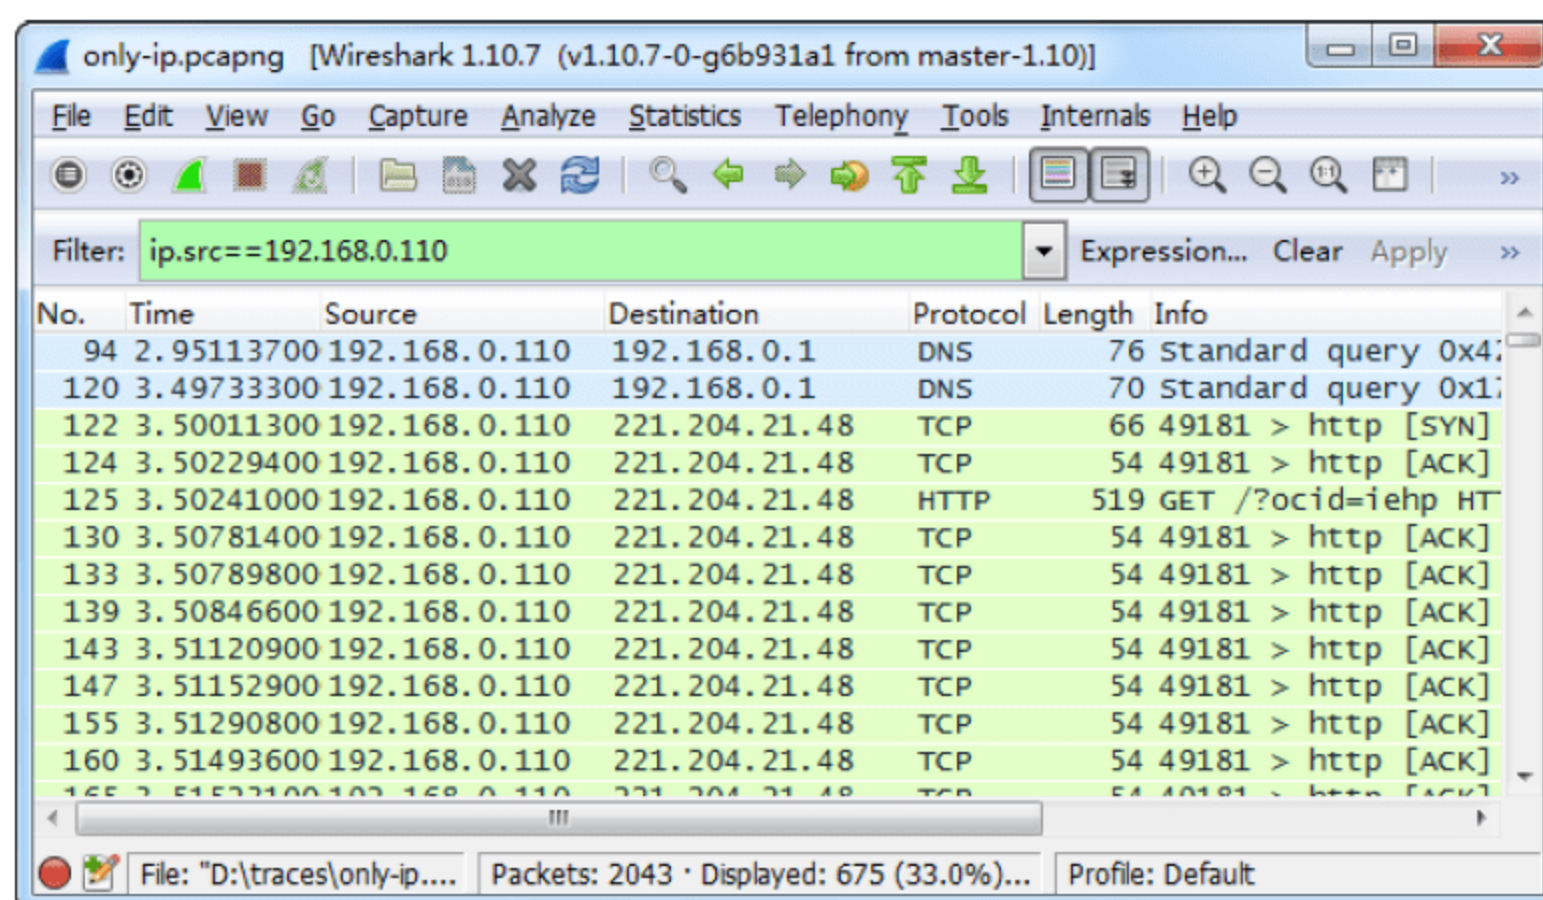 only-ip.pcapng [Wireshark 1.10.7 (v1.10.7-0-g6b931a1 from master-1.10)]
File Edit View Go Capture Analyze Statistics Telephony Tools Internals Help
Filter: ip.src==192.168.0.110 Expression... Clear Apply
No. Time Source Destination Protocol Length Info
94 2.95113700 192.168.0.110 192.168.0.1 DNS 76 Standard query 0x42
120 3.49733300 192.168.0.110 192.168.0.1 DNS 70 Standard query 0x17
122 3.50011300 192.168.0.110 221.204.21.48 TCP 66 49181 > http [SYN]
124 3.50229400 192.168.0.110 221.204.21.48 TCP 54 49181 > http [ACK]
125 3.50241000 192.168.0.110 221.204.21.48 HTTP 519 GET /?ocid=iehp HT
130 3.50781400 192.168.0.110 221.204.21.48 TCP 54 49181 > http [ACK]
133 3.50789800 192.168.0.110 221.204.21.48 TCP 54 49181 > http [ACK]
139 3.50846600 192.168.0.110 221.204.21.48 TCP 54 49181 > http [ACK]
143 3.51120900 192.168.0.110 221.204.21.48 TCP 54 49181 > http [ACK]
147 3.51152900 192.168.0.110 221.204.21.48 TCP 54 49181 > http [ACK]
155 3.51290800 192.168.0.110 221.204.21.48 TCP 54 49181 > http [ACK]
160 3.51493600 192.168.0.110 221.204.21.48 TCP 54 49181 > http [ACK]
File: "D:\traces\only-ip.... Packets: 2043 · Displayed: 675 (33.0%)... Profile: Default